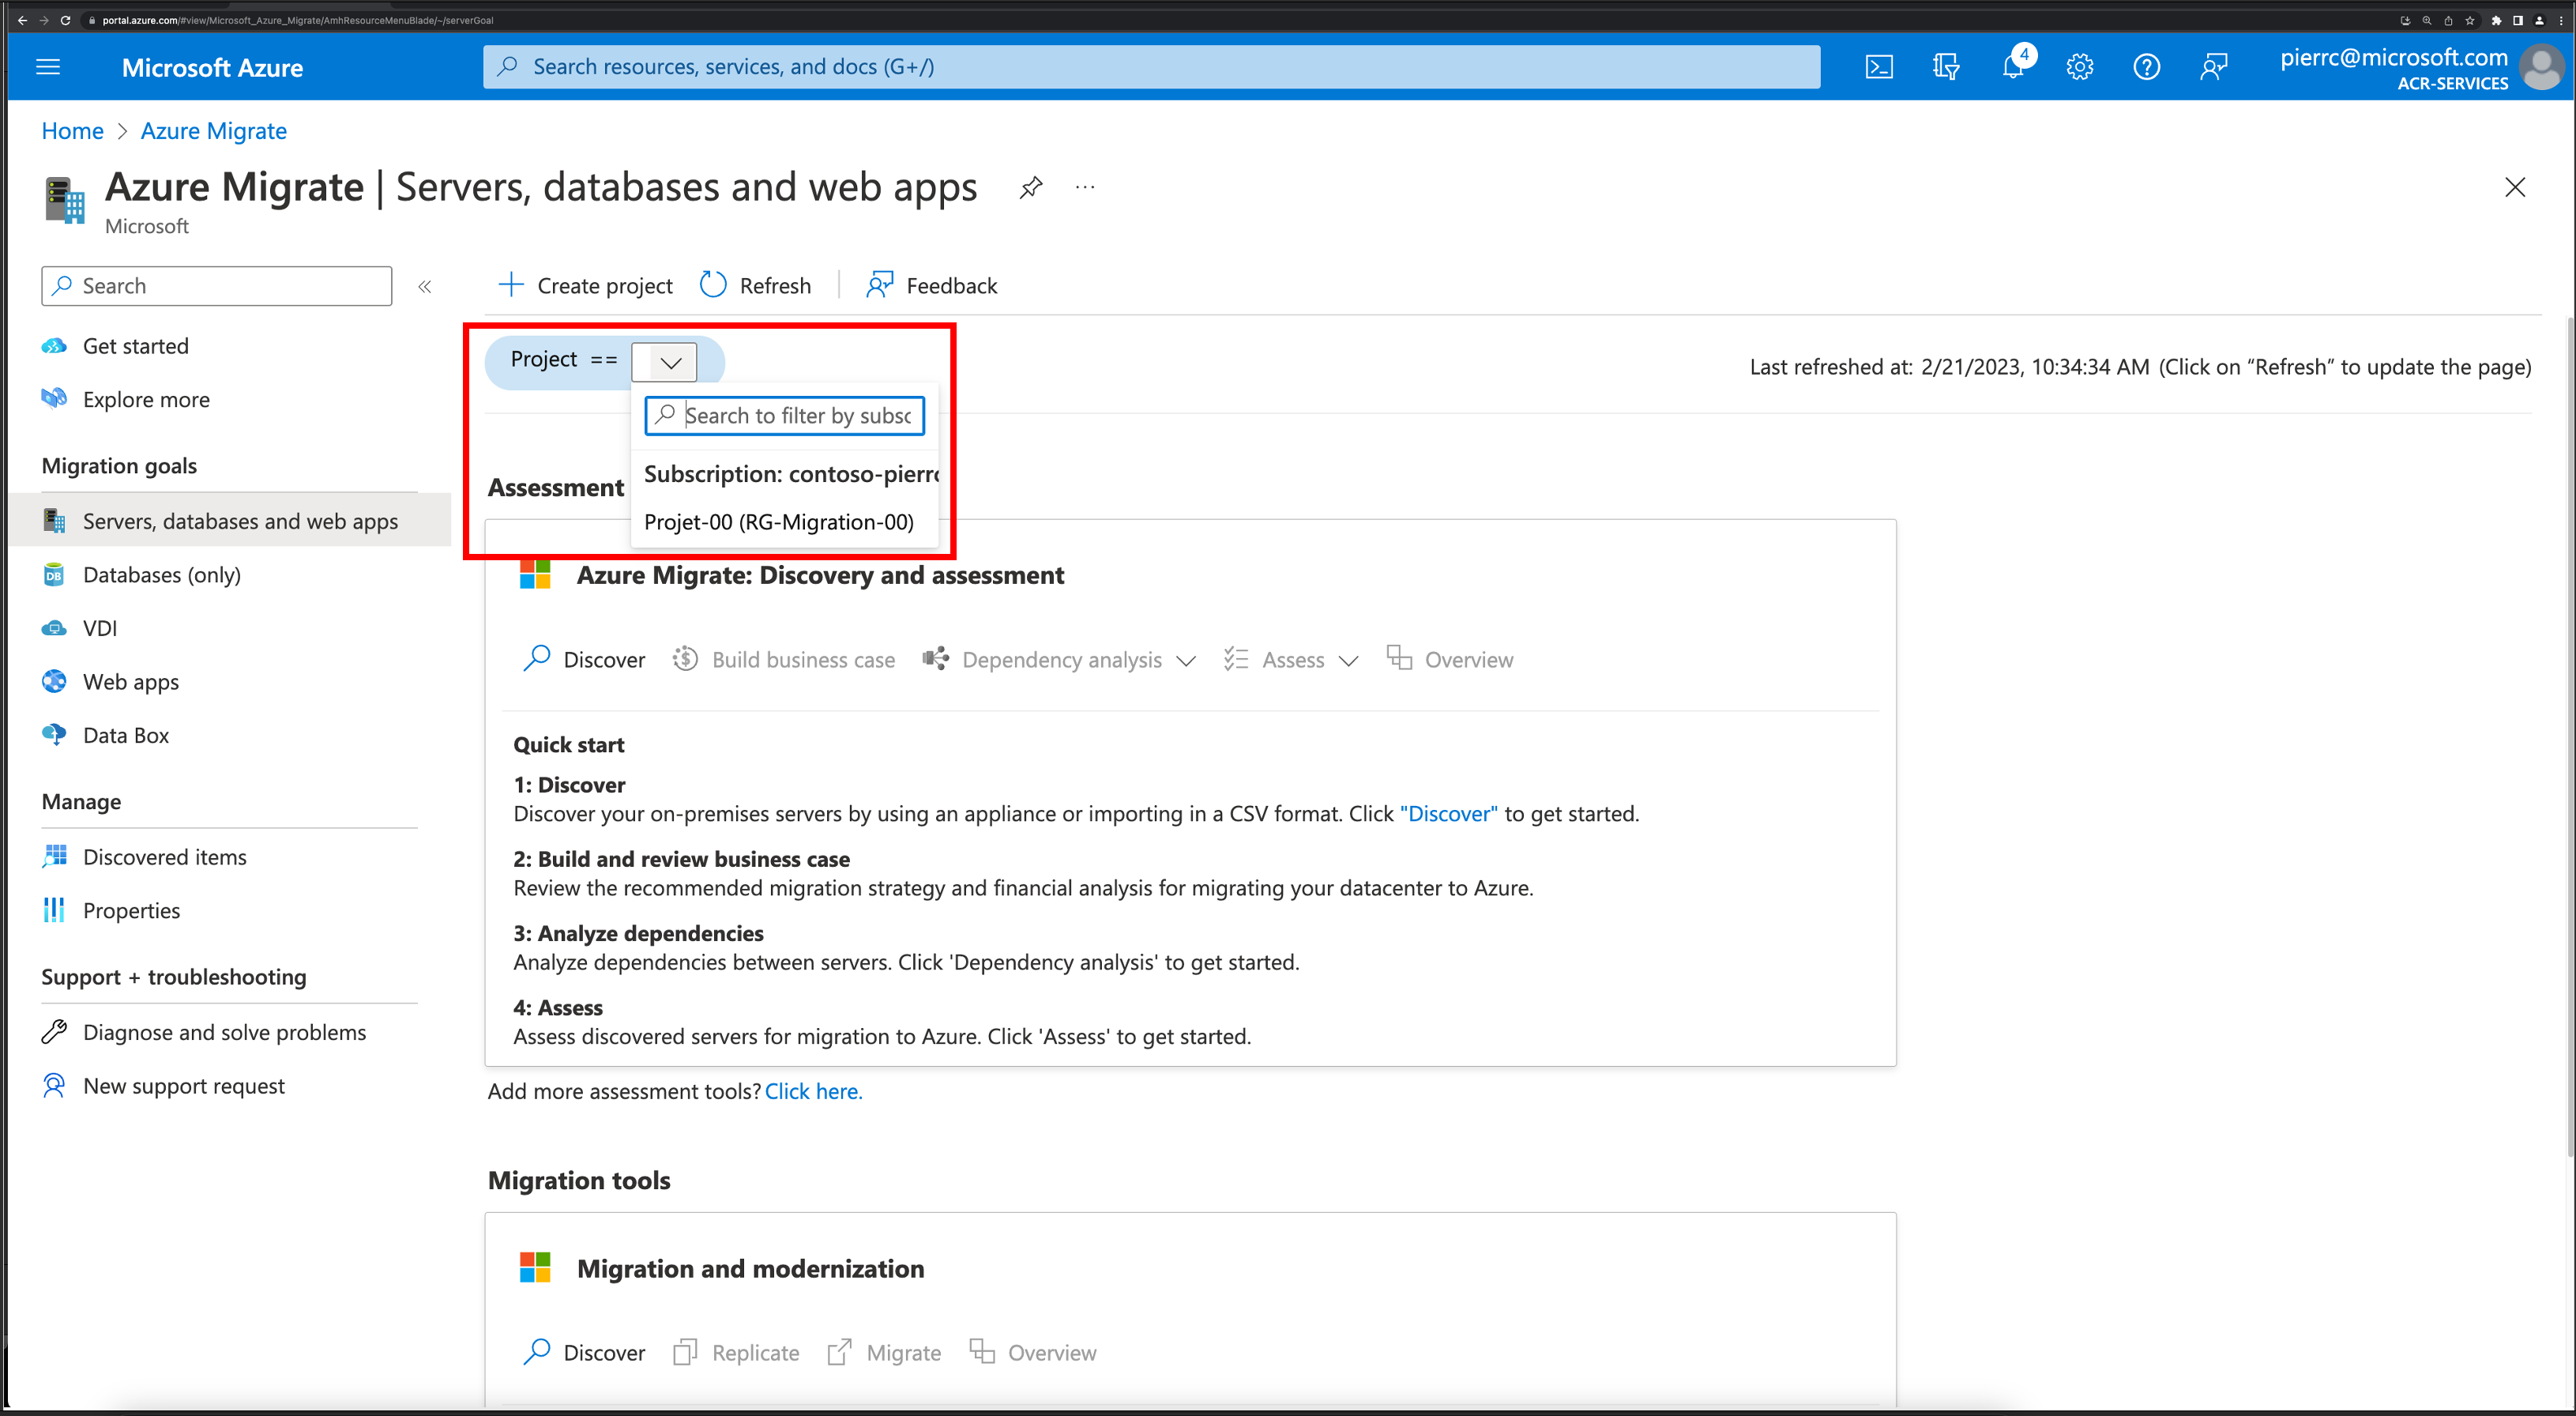 portal.azure.com/#view/Microsoft_Azure_Migrate/AmhResourceMenuBlade/~/serverGoal
Microsoft Azure
Search resources, services, and docs (G+/)
4
pierrc@microsoft.com
ACR-SERVICES
Home > Azure Migrate
Azure Migrate | Servers, databases and web apps
Microsoft
Search
Create project
Refresh
Feedback
Get started
Explore more
Migration goals
Servers, databases and web apps
Databases (only)
VDI
Web apps
Data Box
Manage
Discovered items
Properties
Support + troubleshooting
Diagnose and solve problems
New support request
Project ==
Last refreshed at: 2/21/2023, 10:34:34 AM (Click on “Refresh” to update the page)
Search to filter by subsc
Subscription: contoso-pierrc
Projet-00 (RG-Migration-00)
Assessment
Azure Migrate: Discovery and assessment
Discover
Build business case
Dependency analysis
Assess
Overview
Quick start
1: Discover
Discover your on-premises servers by using an appliance or importing in a CSV format. Click "Discover" to get started.
2: Build and review business case
Review the recommended migration strategy and financial analysis for migrating your datacenter to Azure.
3: Analyze dependencies
Analyze dependencies between servers. Click 'Dependency analysis' to get started.
4: Assess
Assess discovered servers for migration to Azure. Click 'Assess' to get started.
Add more assessment tools? Click here.
Migration tools
Migration and modernization
Discover
Replicate
Migrate
Overview